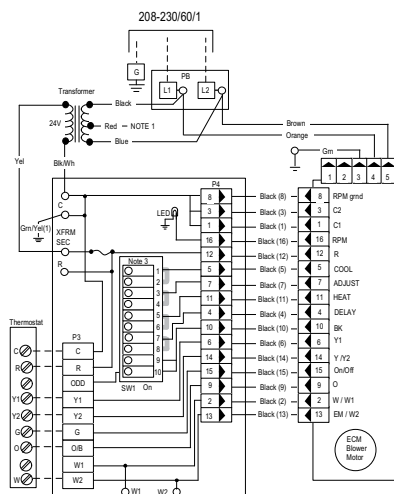 208-230/60/1
G
PB
L1
L2
Transformer
24V
Black
Red
NOTE 1
Blue
Brown
Orange
Yel
Blk/Wh
Grn
1 2 3 4 5
C
Grn/Yel(1)
XFRM
SEC
R
LED
P4
8 Black (8) 8 RPM grnd
3 Black (3) 3 C2
1 Black (1) 1 C1
16 Black (16) 16 RPM
12 Black (12) 12 R
5 Black (5) 5 COOL
7 Black (7) 7 ADJUST
11 Black (11) 11 HEAT
4 Black (4) 4 DELAY
10 Black (10) 10 BK
6 Black (6) 6 Y1
14 Black (14) 14 Y /Y2
15 Black (15) 15 On/Off
9 Black (9) 9 O
2 Black (2) 2 W / W1
13 Black (13) 13 EM / W2
Note 3
1
2
3
4
5
6
7
8
9
10
SW1 On
Thermostat
C
R
Y1
Y2
G
O
W
P3
C
R
ODD
Y1
Y2
G
O/B
W1
W2
W1
W2
ECM
Blower
Motor